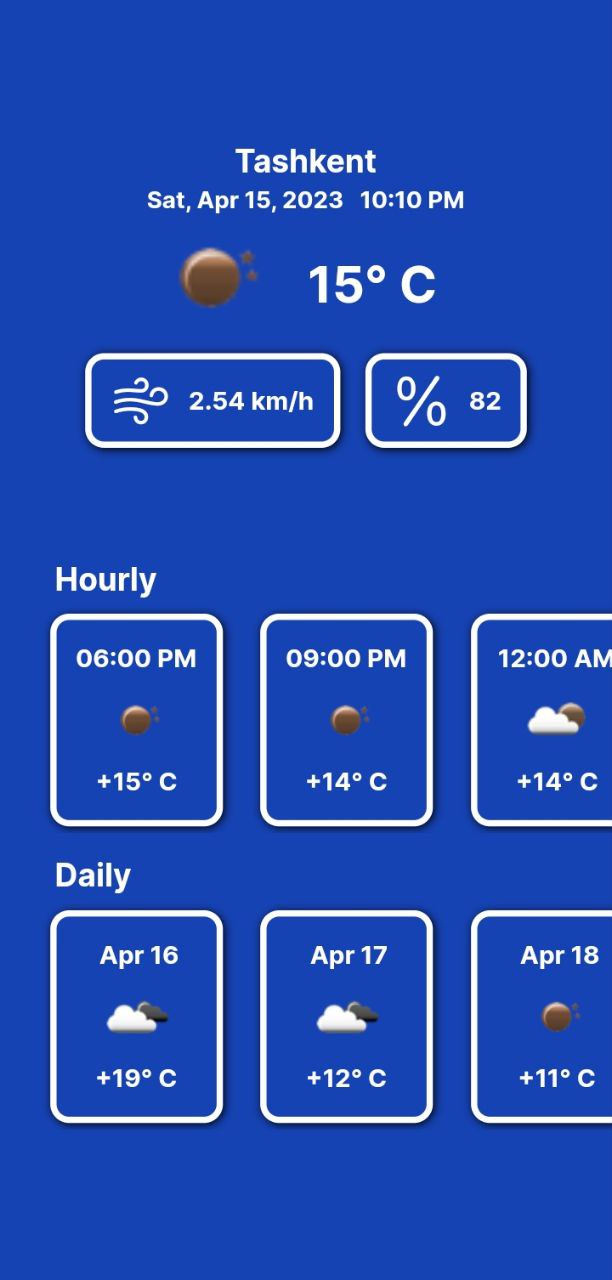 Tashkent
Sat, Apr 15, 2023 10:10 PM
15° C
2.54 km/h
% 82
Hourly
06:00 PM 09:00 PM 12:00 AM
+15° C +14° C +14° C
Daily
Apr 16 Apr 17 Apr 18
+19° C +12° C +11° C